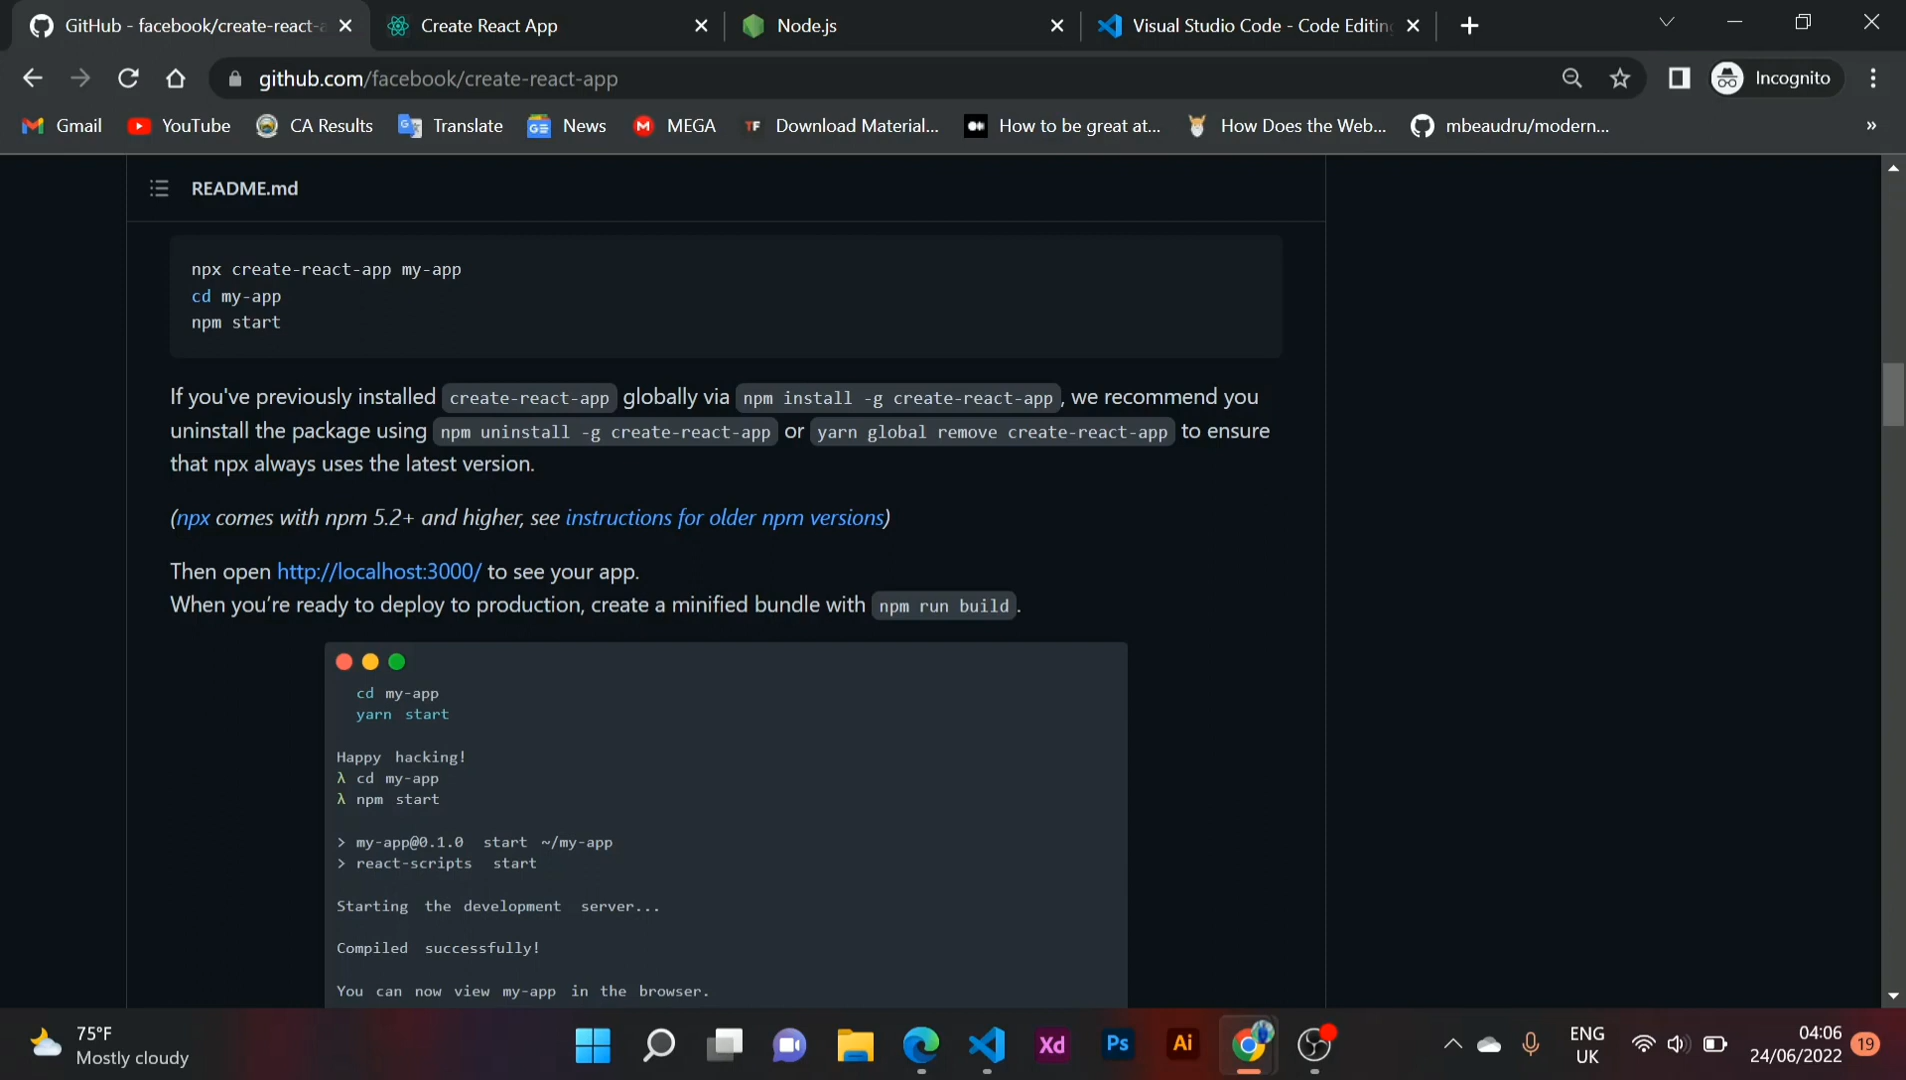 GitHub - facebook/create-react-a
Create React App
Node.js
Visual Studio Code - Code Editing
github.com/facebook/create-react-app
Incognito
Gmail
YouTube
CA Results
Translate
News
MEGA
TF Download Material...
How to be great at...
How Does the Web...
mbeaudru/modern...
»
README.md
npx create-react-app my-app
cd my-app
npm start
If you've previously installed create-react-app globally via npm install -g create-react-app, we recommend you
uninstall the package using npm uninstall -g create-react-app or yarn global remove create-react-app to ensure
that npx always uses the latest version.
(npx comes with npm 5.2+ and higher, see instructions for older npm versions)
Then open http://localhost:3000/ to see your app.
When you’re ready to deploy to production, create a minified bundle with npm run build.
cd my-app
yarn start
Happy hacking!
λ cd my-app
λ npm start
> my-app@0.1.0 start ~/my-app
> react-scripts start
Starting the development server...
Compiled successfully!
You can now view my-app in the browser.
75°F
Mostly cloudy
Xd
Ps
Ai
ENG
UK
04:06
24/06/2022
19